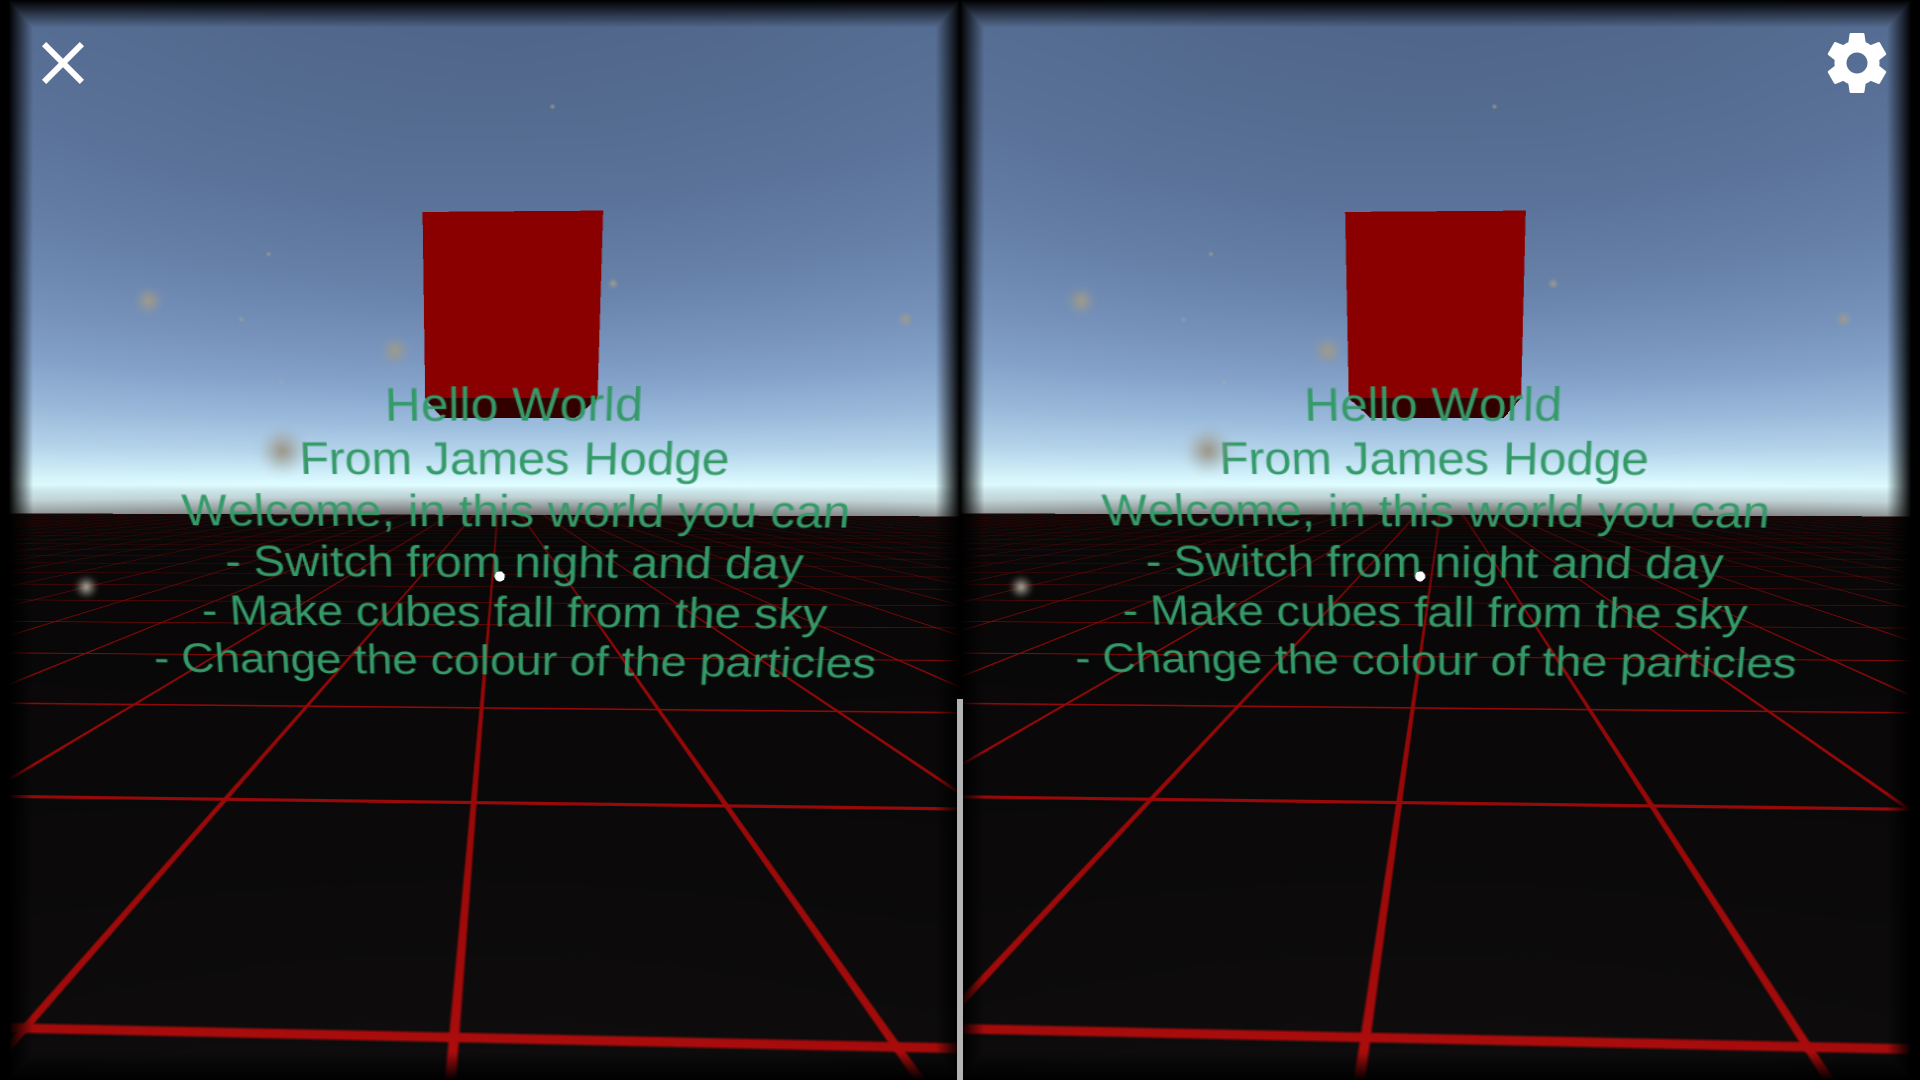 Hello World
From James Hodge
Welcome, in this world you can
- Switch from night and day
- Make cubes fall from the sky
- Change the colour of the particles
Hello World
From James Hodge
Welcome, in this world you can
- Switch from night and day
- Make cubes fall from the sky
- Change the colour of the particles